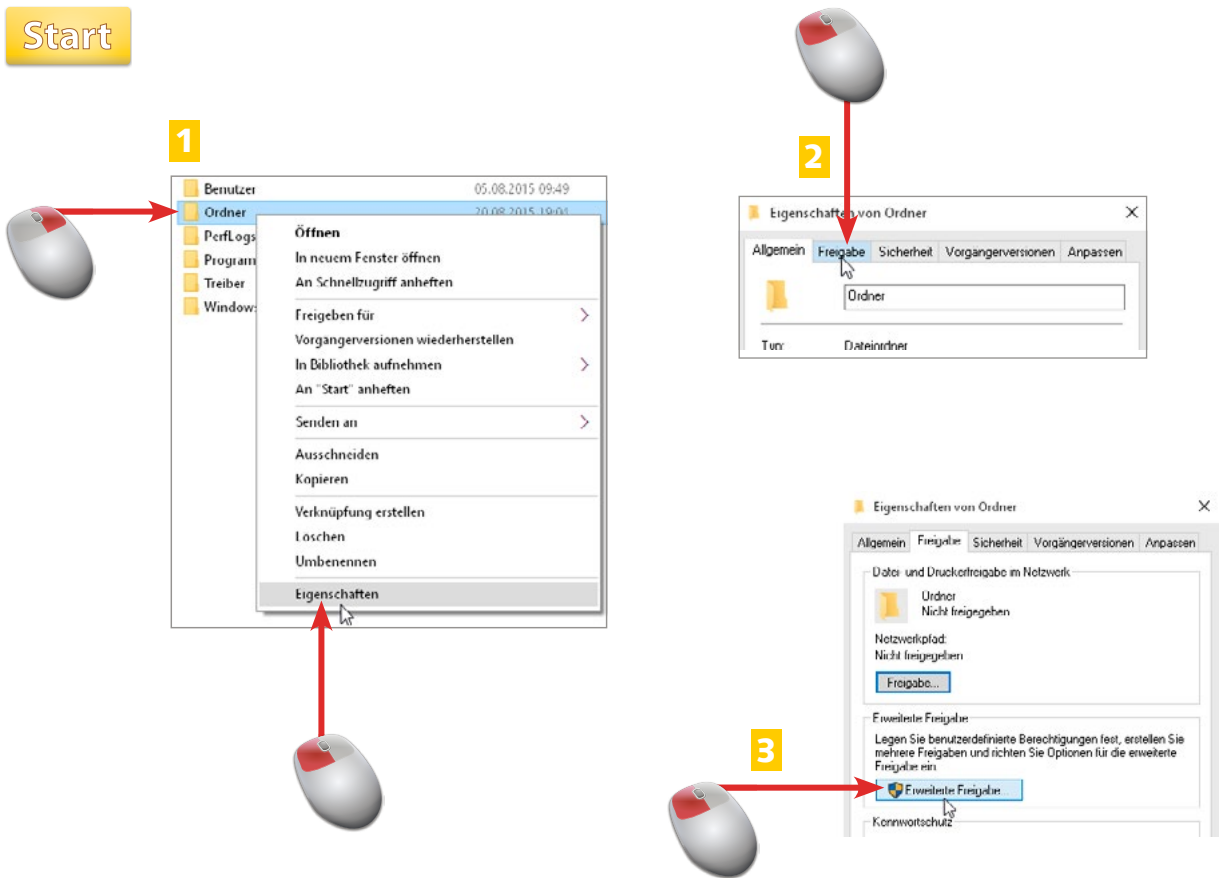 Start
1
Benutzer 05.08.2015 09:49
Ordner 20.08.2015 19:04
PerfLogs
Program
Treiber
Windows
Öffnen
In neuem Fenster öffnen
An Schnellzugriff anheften
Freigeben für
Vorgängerversionen wiederherstellen
In Bibliothek aufnehmen
An "Start" anheften
Senden an
Ausschneiden
Kopieren
Verknüpfung erstellen
Löschen
Umbenennen
Eigenschaften
2
Eigenschaften von Ordner
Allgemein Freigabe Sicherheit Vorgängerversionen Anpassen
Ordner
Typ: Dateiordner
3
Eigenschaften von Ordner
Allgemein Freigabe Sicherheit Vorgängerversionen Anpassen
Datei- und Druckerfreigabe im Netzwerk
Ordner
Nicht freigegeben
Netzwerkpfad:
Nicht freigegeben
Freigabe...
Erweiterte Freigabe
Legen Sie benutzerdefinierte Berechtigungen fest, erstellen Sie
mehrere Freigaben und richten Sie Optionen für die erweiterte
Freigabe ein.
Erweiterte Freigabe...
Kennwortschutz